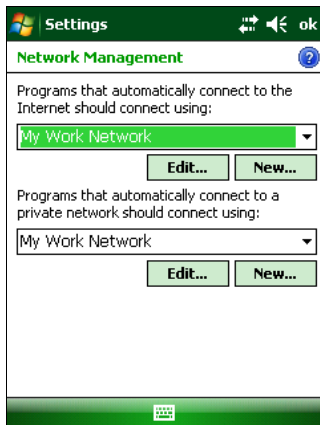 Settings ok
Network Management
Programs that automatically connect to the
Internet should connect using:
My Work Network
Edit... New...
Programs that automatically connect to a
private network should connect using:
My Work Network
Edit... New...